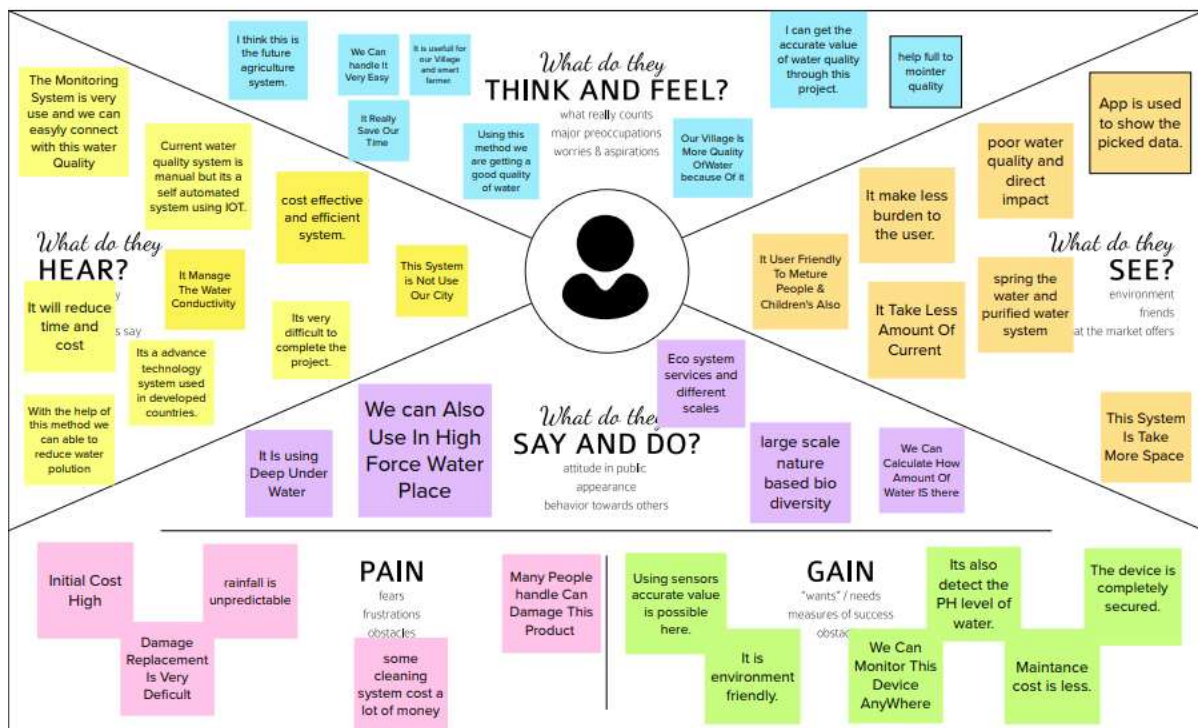 I think this is
the future
agriculture
system.
We Can
handle It
Very Easy
It is usefull for
our Village
and smart
farmer.
It Really
Save Our
Time
What do they
THINK AND FEEL?
what really counts
major preoccupations
worries & aspirations
Using this
method we
are getting a
good quality
of water
Our Village Is
More Quality
OfWater
because Of it
I can get the
accurate value
of water quality
through this
project.
help full to
mointer
quality
The Monitoring
System is very
use and we can
easyly connect
with this water
Quality
Current water
quality system is
manual but its a
self automated
system using IOT.
cost effective
and efficient
system.
What do they
HEAR?
It Manage
The Water
Conductivity
This System
is Not Use
Our City
It will reduce
time and
cost
s say
Its very
difficult to
complete the
project.
Its a advance
technology
system used
in developed
countries.
With the help of
this method we
can able to
reduce water
polution
App is used
to show the
picked data.
poor water
quality and
direct
impact
It make less
burden to
the user.
What do they
SEE?
environment
friends
at the market offers
It User Friendly
To Meture
People &
Children's Also
spring the
water and
purified water
system
It Take Less
Amount Of
Current
This System
Is Take
More Space
Eco system
services and
different
scales
What do they
SAY AND DO?
attitude in public
appearance
behavior towards others
It Is using
Deep Under
Water
We can Also
Use In High
Force Water
Place
large scale
nature
based bio
diversity
We Can
Calculate How
Amount Of
Water IS there
PAIN
fears
frustrations
obstacles
Initial Cost
High
rainfall is
unpredictable
Damage
Replacement
Is Very
Deficult
some
cleaning
system cost a
lot of money
Many People
handle Can
Damage This
Product
GAIN
"wants" / needs
measures of success
obstac
Using sensors
accurate value
is possible
here.
It is
environment
friendly.
We Can
Monitor This
Device
AnyWhere
Its also
detect the
PH level of
water.
Maintance
cost is less.
The device is
completely
secured.